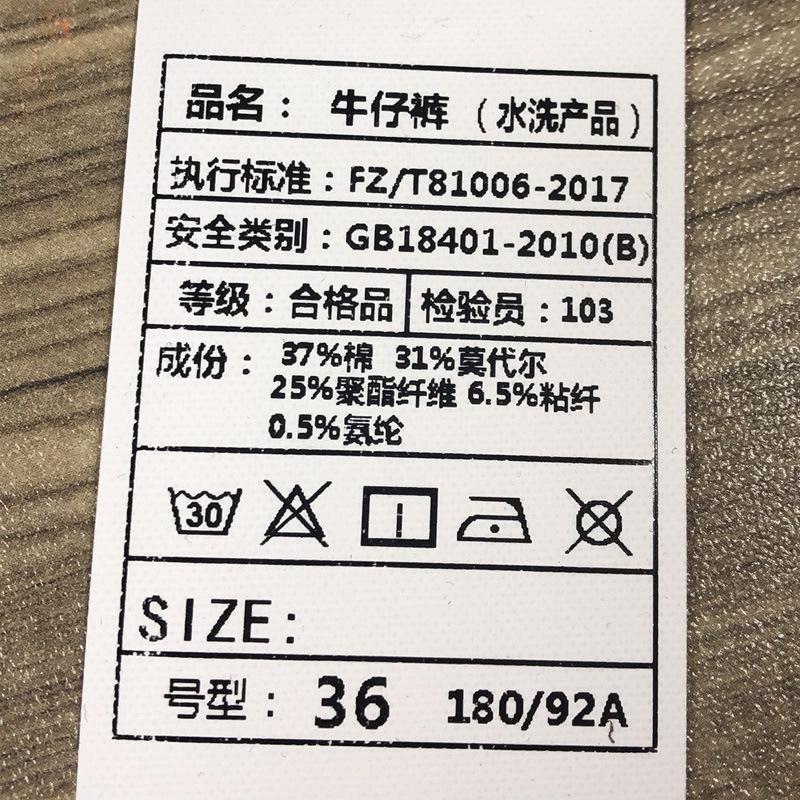 品名： 牛仔裤 （水洗产品）
执行标准：FZ/T81006-2017
安全类别：GB18401-2010(B)
等级：合格品 检验员：103
成份： 37%棉 31%莫代尔
25%聚酯纤维 6.5%粘纤
0.5%氨纶
30
SIZE:
号型： 36 180/92A